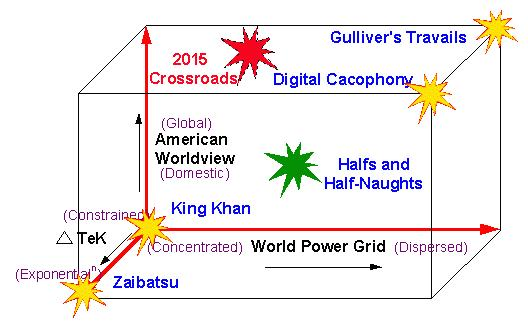 Gulliver's Travails
2015
Crossroads
Digital Cacophony
(Global)
American
Worldview
(Domestic)
Halfs and
Half-Naughts
(Constrained)
King Khan
△ TeK
(Concentrated) World Power Grid (Dispersed)
(Exponentialⁿ)
Zaibatsu